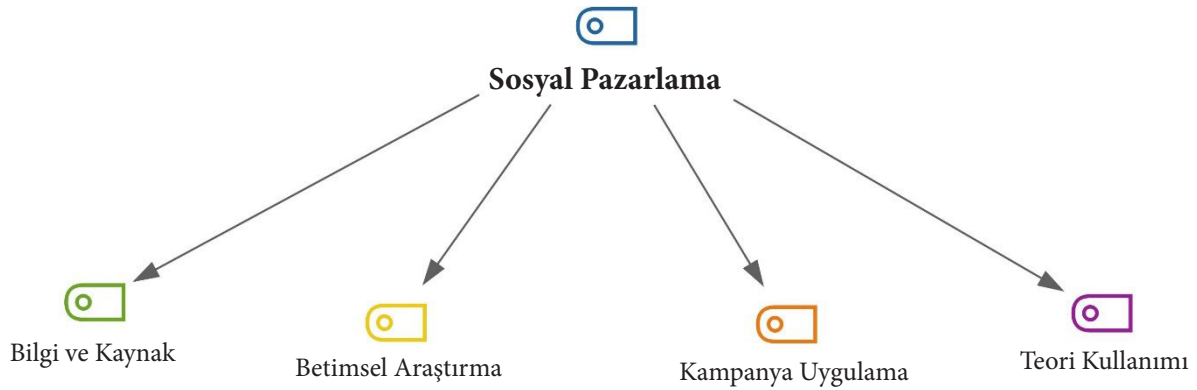 Sosyal Pazarlama
Bilgi ve Kaynak
Betimsel Araştırma
Kampanya Uygulama
Teori Kullanımı